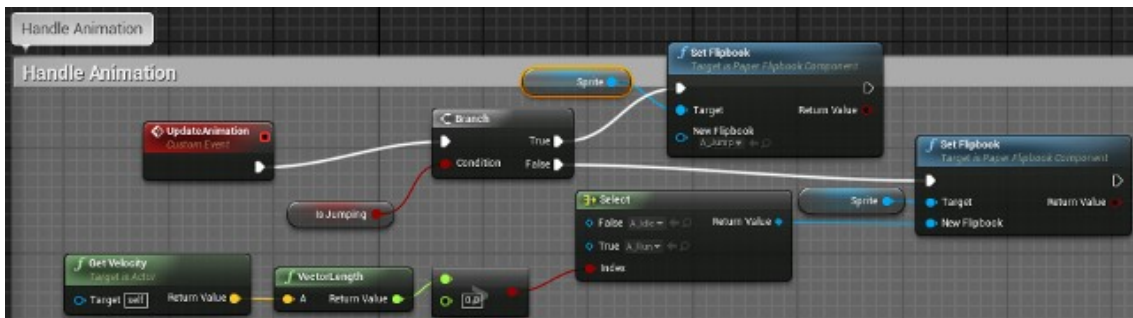 Handle Animation
Handle Animation
f Set Flipbook
Target is Paper Flipbook Component
Sprite
Target
Return Value
New Flipbook
A_Jump
UpdateAnimation
Custom Event
Branch
True
Condition
False
Is Jumping
f Set Flipbook
Target is Paper Flipbook Component
Sprite
Target
Return Value
New Flipbook
Select
False A_Idle
Return Value
True A_Run
Index
f Get Velocity
Target is Actor
Target self
Return Value
f VectorLength
A
Return Value
>
0.0